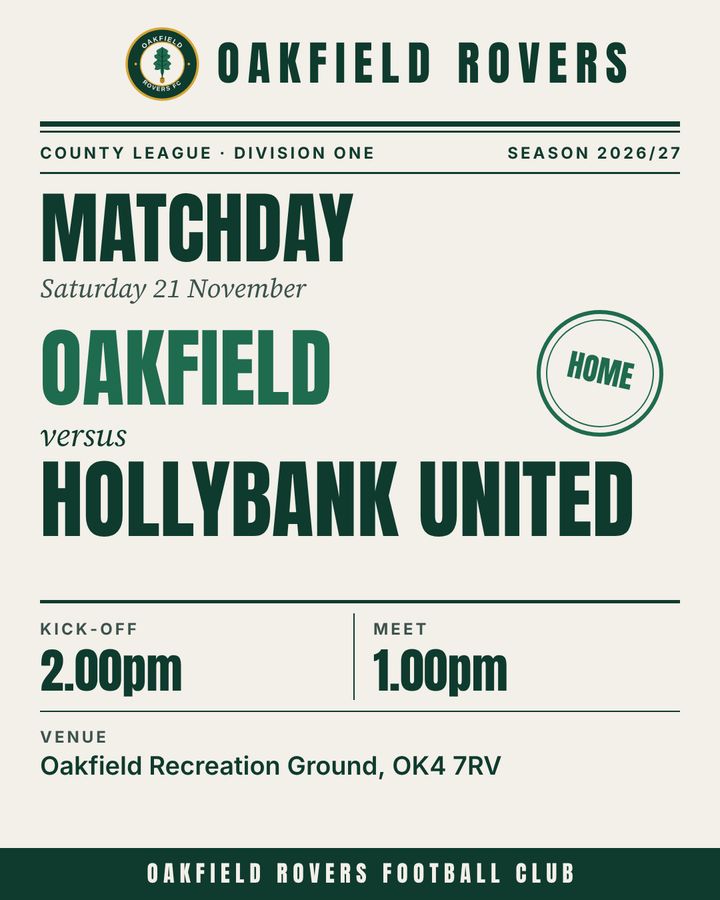 OAKFIELD
ROVERS FC
OAKFIELD ROVERS
COUNTY LEAGUE · DIVISION ONE
SEASON 2026/27
MATCHDAY
Saturday 21 November
OAKFIELD
HOME
versus
HOLLYBANK UNITED
KICK-OFF
2.00pm
MEET
1.00pm
VENUE
Oakfield Recreation Ground, OK4 7RV
OAKFIELD ROVERS FOOTBALL CLUB